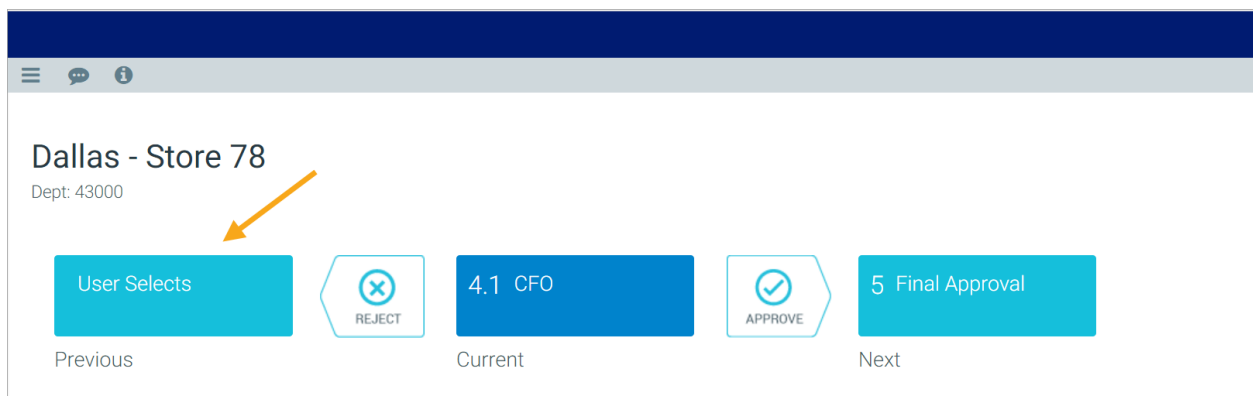 Dallas - Store 78
Dept: 43000
User Selects
REJECT
4.1 CFO
APPROVE
5 Final Approval
Previous
Current
Next